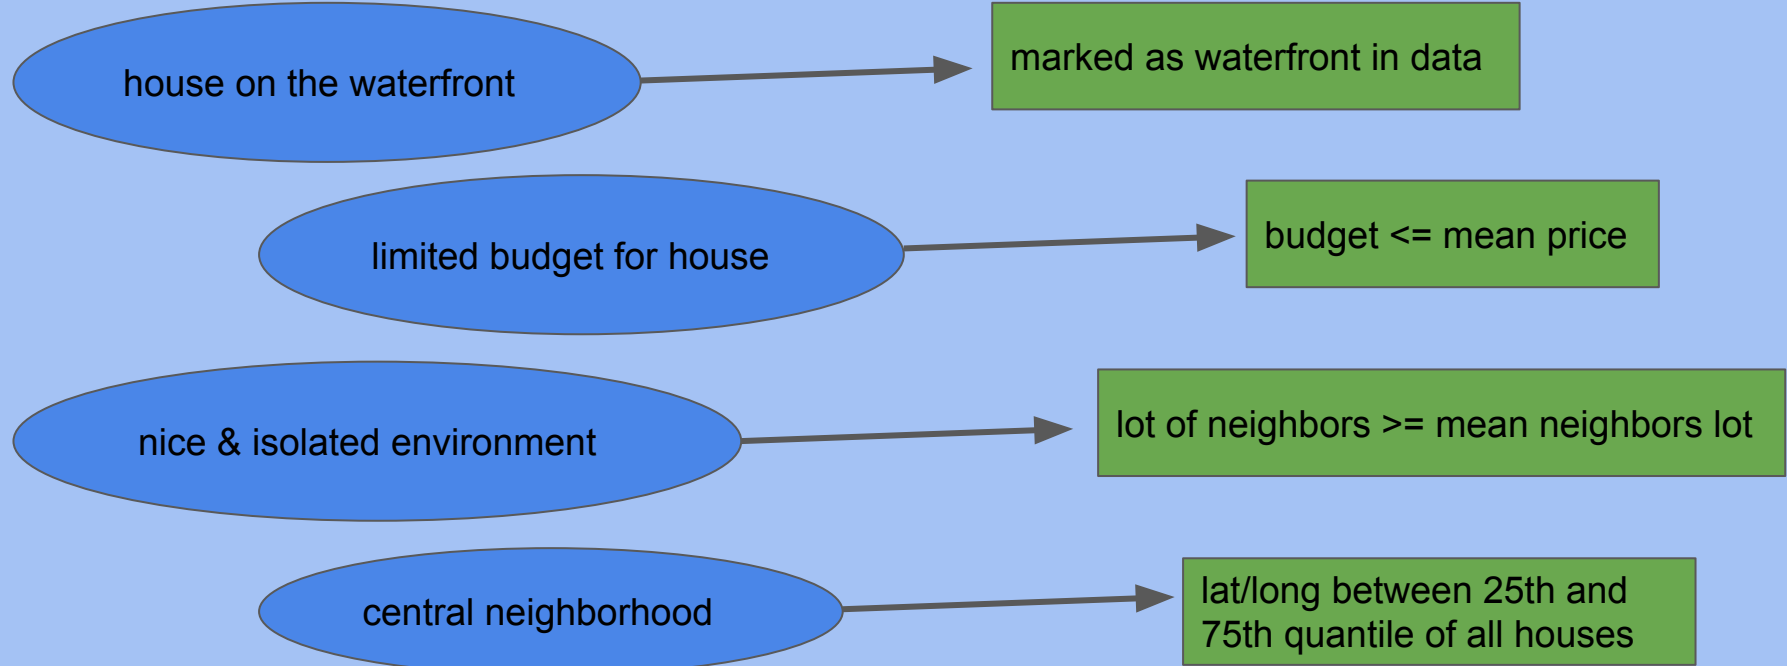 house on the waterfront
marked as waterfront in data
limited budget for house
budget <= mean price
nice & isolated environment
lot of neighbors >= mean neighbors lot
central neighborhood
lat/long between 25th and
75th quantile of all houses